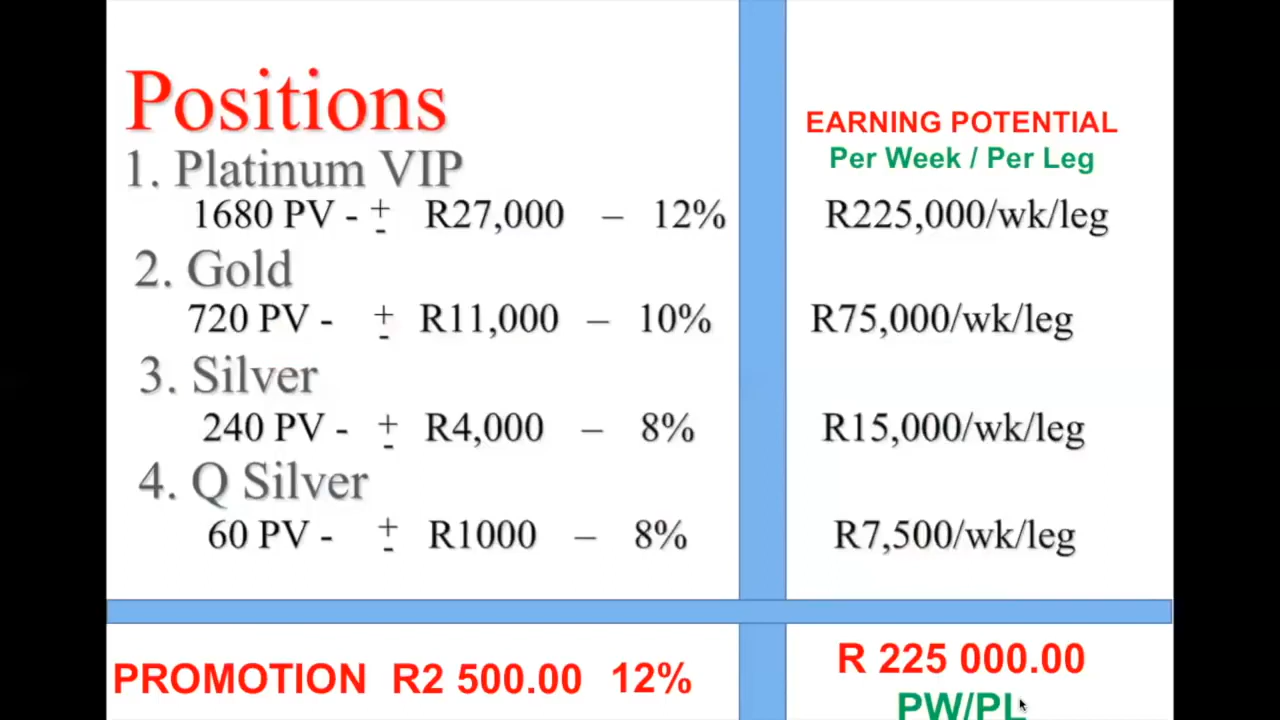 Positions
EARNING POTENTIAL
Per Week / Per Leg
1. Platinum VIP
1680 PV - ± R27,000 – 12% R225,000/wk/leg
2. Gold
720 PV - ± R11,000 – 10% R75,000/wk/leg
3. Silver
240 PV - ± R4,000 – 8% R15,000/wk/leg
4. Q Silver
60 PV - ± R1000 – 8% R7,500/wk/leg
PROMOTION R2 500.00 12% R 225 000.00
PW/PL